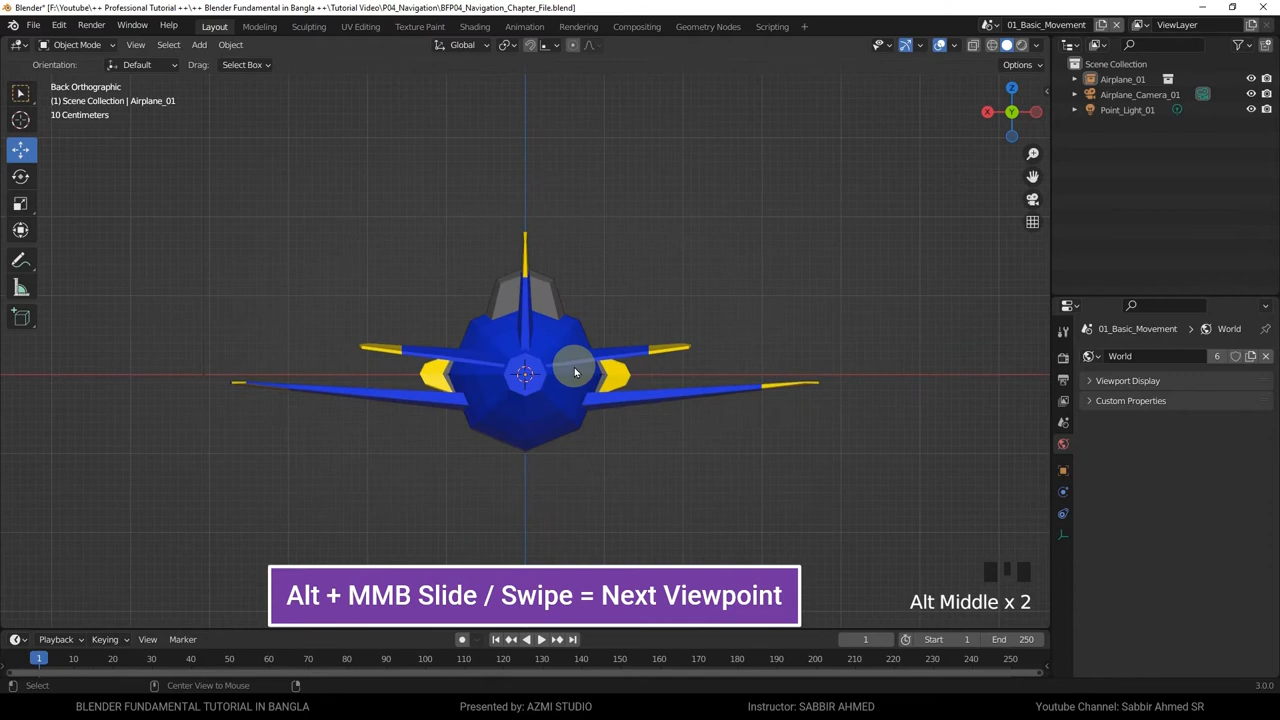 Blender* [F:\Youtube\++ Professional Tutorial ++\Blender Fundamental in Bangla ++\Tutorial Video\P04_Navigation\BFP04_Navigation_Chapter_File.blend]
File Edit Render Window Help Layout Modeling Sculpting UV Editing Texture Paint Shading Animation Rendering Compositing Geometry Nodes Scripting + 01_Basic_Movement ViewLayer
Object Mode View Select Add Object Global
Orientation: Default Drag: Select Box Options
Scene Collection
Airplane_01
Airplane_Camera_01
Point_Light_01
Back Orthographic
(1) Scene Collection | Airplane_01
10 Centimeters
Z
X
Y
01_Basic_Movement World
World 6
Viewport Display
Custom Properties
Alt + MMB Slide / Swipe = Next Viewpoint
Alt Middle x 2
Playback Keying View Marker 1 Start 1 End 250
1 10 20 30 40 50 60 70 80 90 100 110 120 130 140 150 160 170 180 190 200 210 220 230 240 250
Select Center View to Mouse 3.0.0
BLENDER FUNDAMENTAL TUTORIAL IN BANGLA Presented by: AZMI STUDIO Instructor: SABBIR AHMED Youtube Channel: Sabbir Ahmed SR